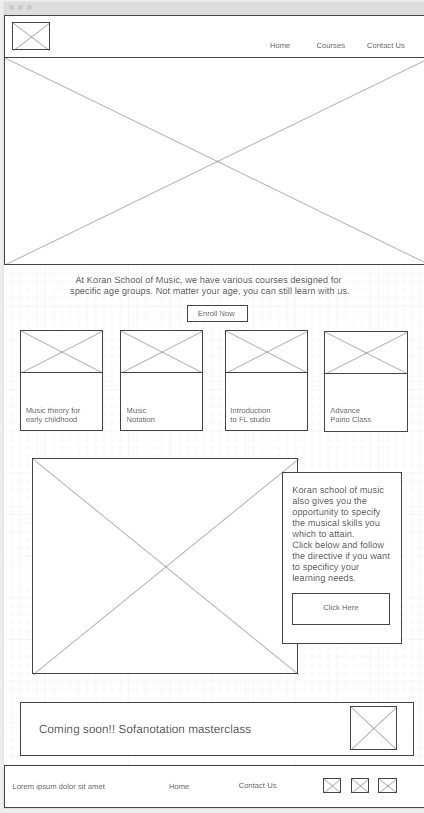 Home Courses Contact Us
At Koran School of Music, we have various courses designed for
specific age groups. Not matter your age, you can still learn with us.
Enroll Now
Music theory for
early childhood
Music
Notation
Introduction
to FL studio
Advance
Paino Class
Koran school of music
also gives you the
opportunity to specify
the musical skills you
which to attain.
Click below and follow
the directive if you want
to specificy your
learning needs.
Click Here
Coming soon!! Sofanotation masterclass
Lorem ipsum dolor sit amet Home Contact Us